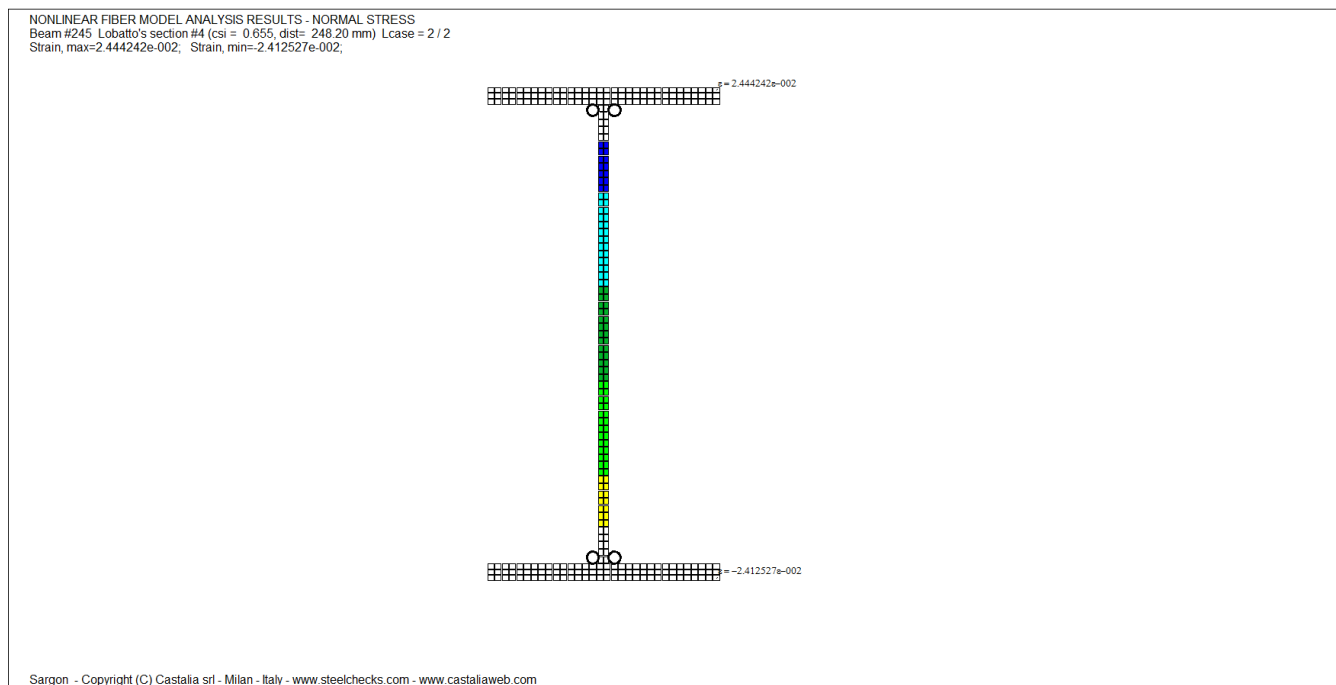 NONLINEAR FIBER MODEL ANALYSIS RESULTS - NORMAL STRESS
Beam #245 Lobatto's section #4 (csi = 0.655, dist= 248.20 mm) Lcase = 2 / 2
Strain, max=2.444242e-002; Strain, min=-2.412527e-002;
ε = 2.444242e-002
ε = -2.412527e-002
Sargon - Copyright (C) Castalia srl - Milan - Italy - www.steelchecks.com - www.castaliaweb.com